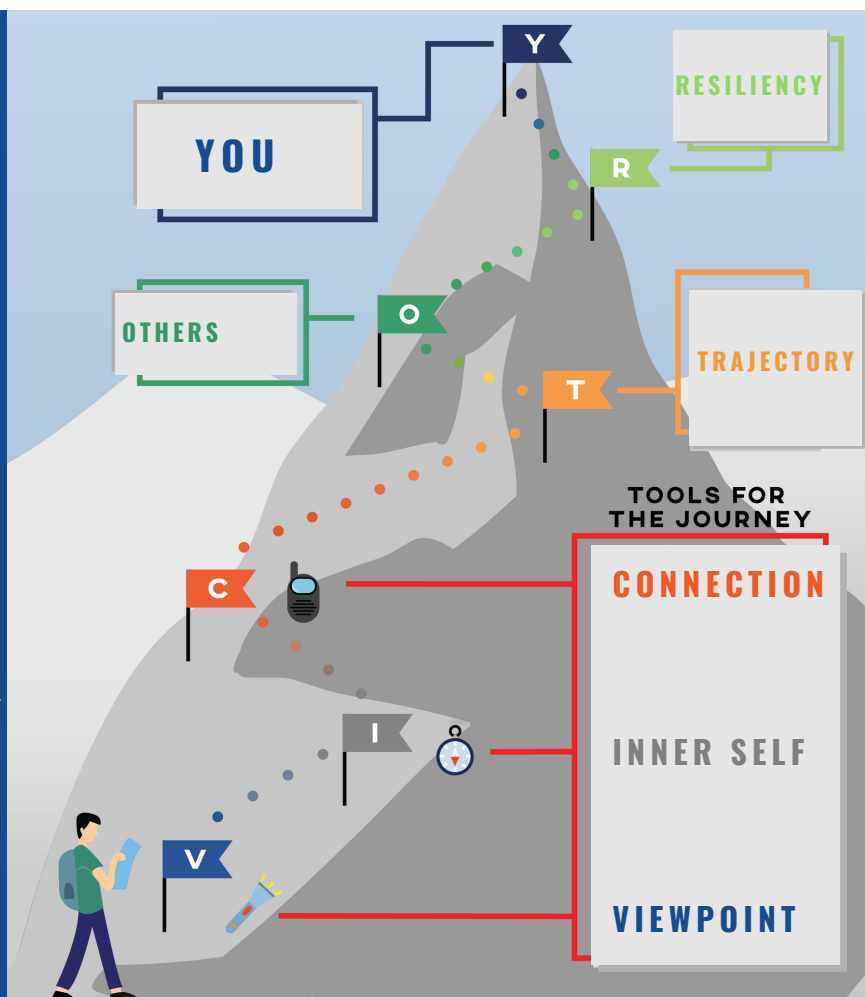 Y
RESILIENCY
YOU
R
O
OTHERS
T
TRAJECTORY
TOOLS FOR
THE JOURNEY
C
CONNECTION
I
INNER SELF
V
VIEWPOINT